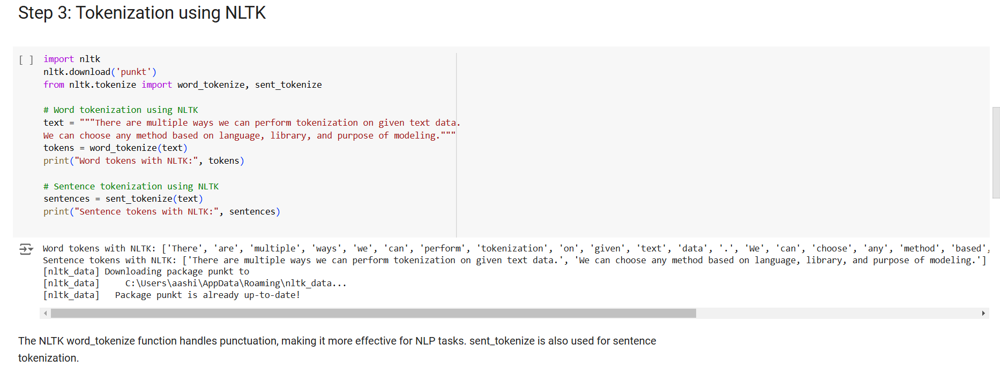 Step 3: Tokenization using NLTK
[ ] import nltk
nltk.download('punkt')
from nltk.tokenize import word_tokenize, sent_tokenize
# Word tokenization using NLTK
text = """There are multiple ways we can perform tokenization on given text data.
We can choose any method based on language, library, and purpose of modeling."""
tokens = word_tokenize(text)
print("Word tokens with NLTK:", tokens)
# Sentence tokenization using NLTK
sentences = sent_tokenize(text)
print("Sentence tokens with NLTK:", sentences)
Word tokens with NLTK: ['There', 'are', 'multiple', 'ways', 'we', 'can', 'perform', 'tokenization', 'on', 'given', 'text', 'data', '.', 'We', 'can', 'choose', 'any', 'method', 'based',
Sentence tokens with NLTK: ['There are multiple ways we can perform tokenization on given text data.', 'We can choose any method based on language, library, and purpose of modeling.']
[nltk_data] Downloading package punkt to
[nltk_data]     C:\Users\aashi\AppData\Roaming\nltk_data...
[nltk_data]   Package punkt is already up-to-date!
The NLTK word_tokenize function handles punctuation, making it more effective for NLP tasks. sent_tokenize is also used for sentence
tokenization.